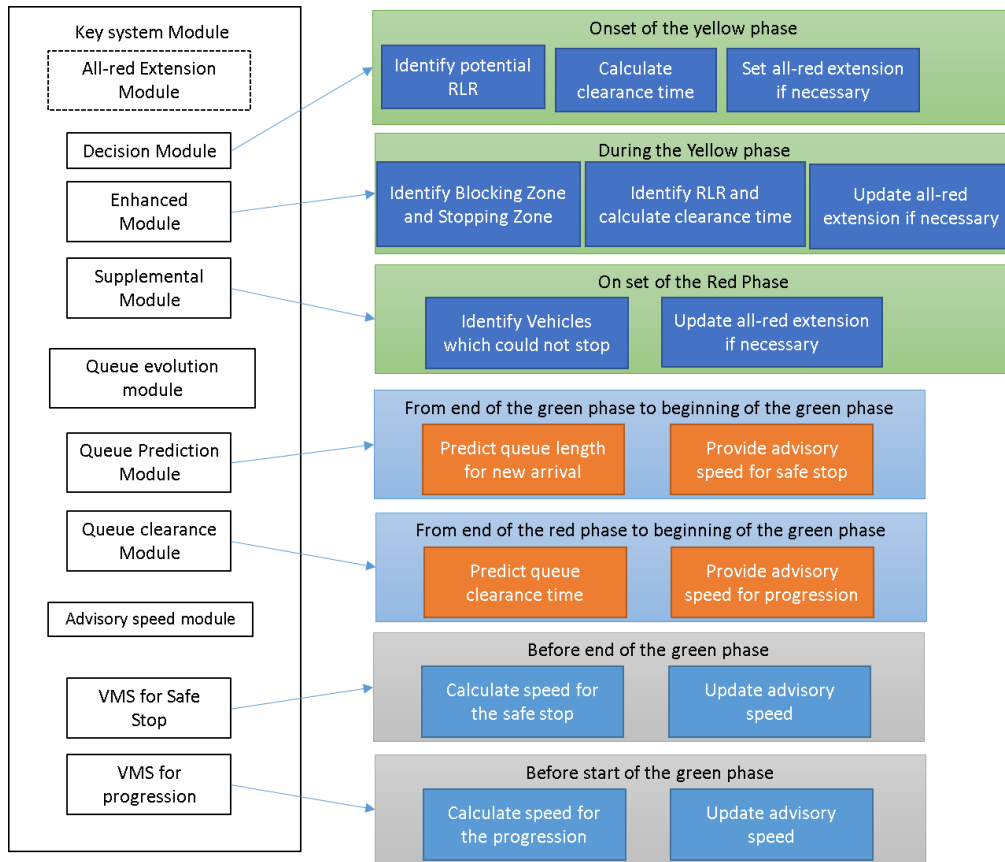 Key system Module
All-red Extension
Module
Decision Module
Enhanced
Module
Supplemental
Module
Queue evolution
module
Queue Prediction
Module
Queue clearance
Module
Advisory speed module
VMS for Safe
Stop
VMS for
progression
Onset of the yellow phase
Identify potential
RLR
Calculate
clearance time
Set all-red extension
if necessary
During the Yellow phase
Identify Blocking Zone
and Stopping Zone
Identify RLR and
calculate clearance time
Update all-red
extension if necessary
On set of the Red Phase
Identify Vehicles
which could not stop
Update all-red extension
if necessary
From end of the green phase to beginning of the green phase
Predict queue length
for new arrival
Provide advisory
speed for safe stop
From end of the red phase to beginning of the green phase
Predict queue
clearance time
Provide advisory
speed for progression
Before end of the green phase
Calculate speed for
the safe stop
Update advisory
speed
Before start of the green phase
Calculate speed for
the progression
Update advisory
speed